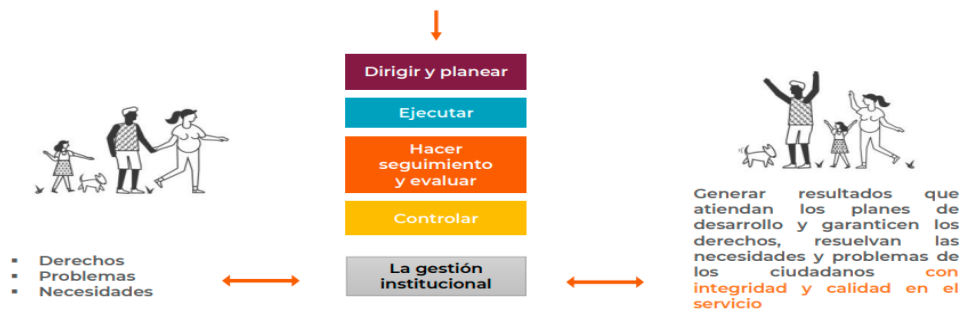 Dirigir y planear
Ejecutar
Hacer
seguimiento
y evaluar
Controlar
La gestión
institucional
▪ Derechos
▪ Problemas
▪ Necesidades
Generar resultados que
atiendan los planes de
desarrollo y garanticen los
derechos, resuelvan las
necesidades y problemas de
los ciudadanos con
integridad y calidad en el
servicio